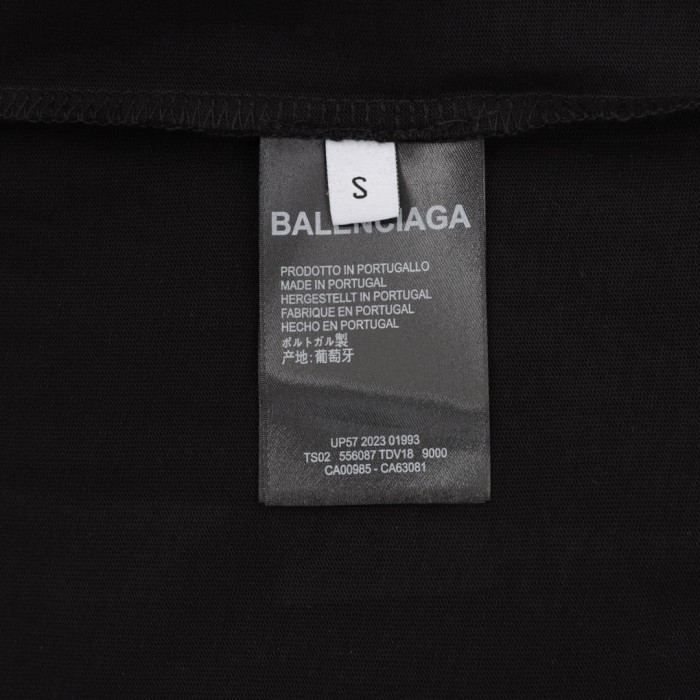 S
BALENCIAGA
PRODOTTO IN PORTUGALLO
MADE IN PORTUGAL
HERGESTELLT IN PORTUGAL
FABRIQUE EN PORTUGAL
HECHO EN PORTUGAL
ポルトガル製
产地:葡萄牙
UP57 2023 01993
TS02 556087 TDV18 9000
CA00985 - CA63081